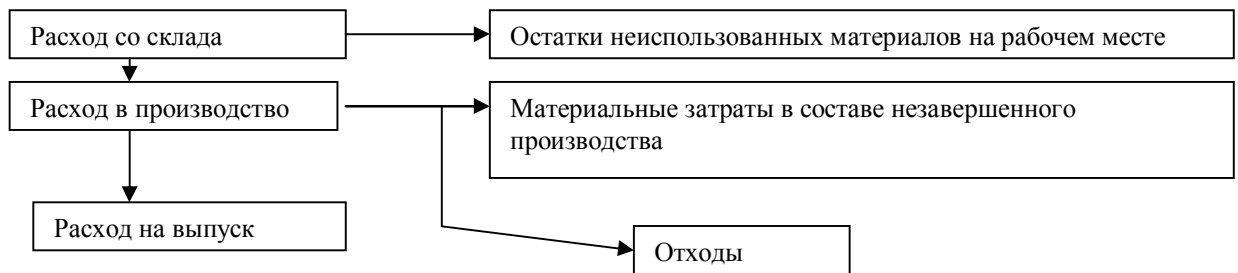 Расход со склада
Остатки неиспользованных материалов на рабочем месте
Расход в производство
Материальные затраты в составе незавершенного
производства
Расход на выпуск
Отходы